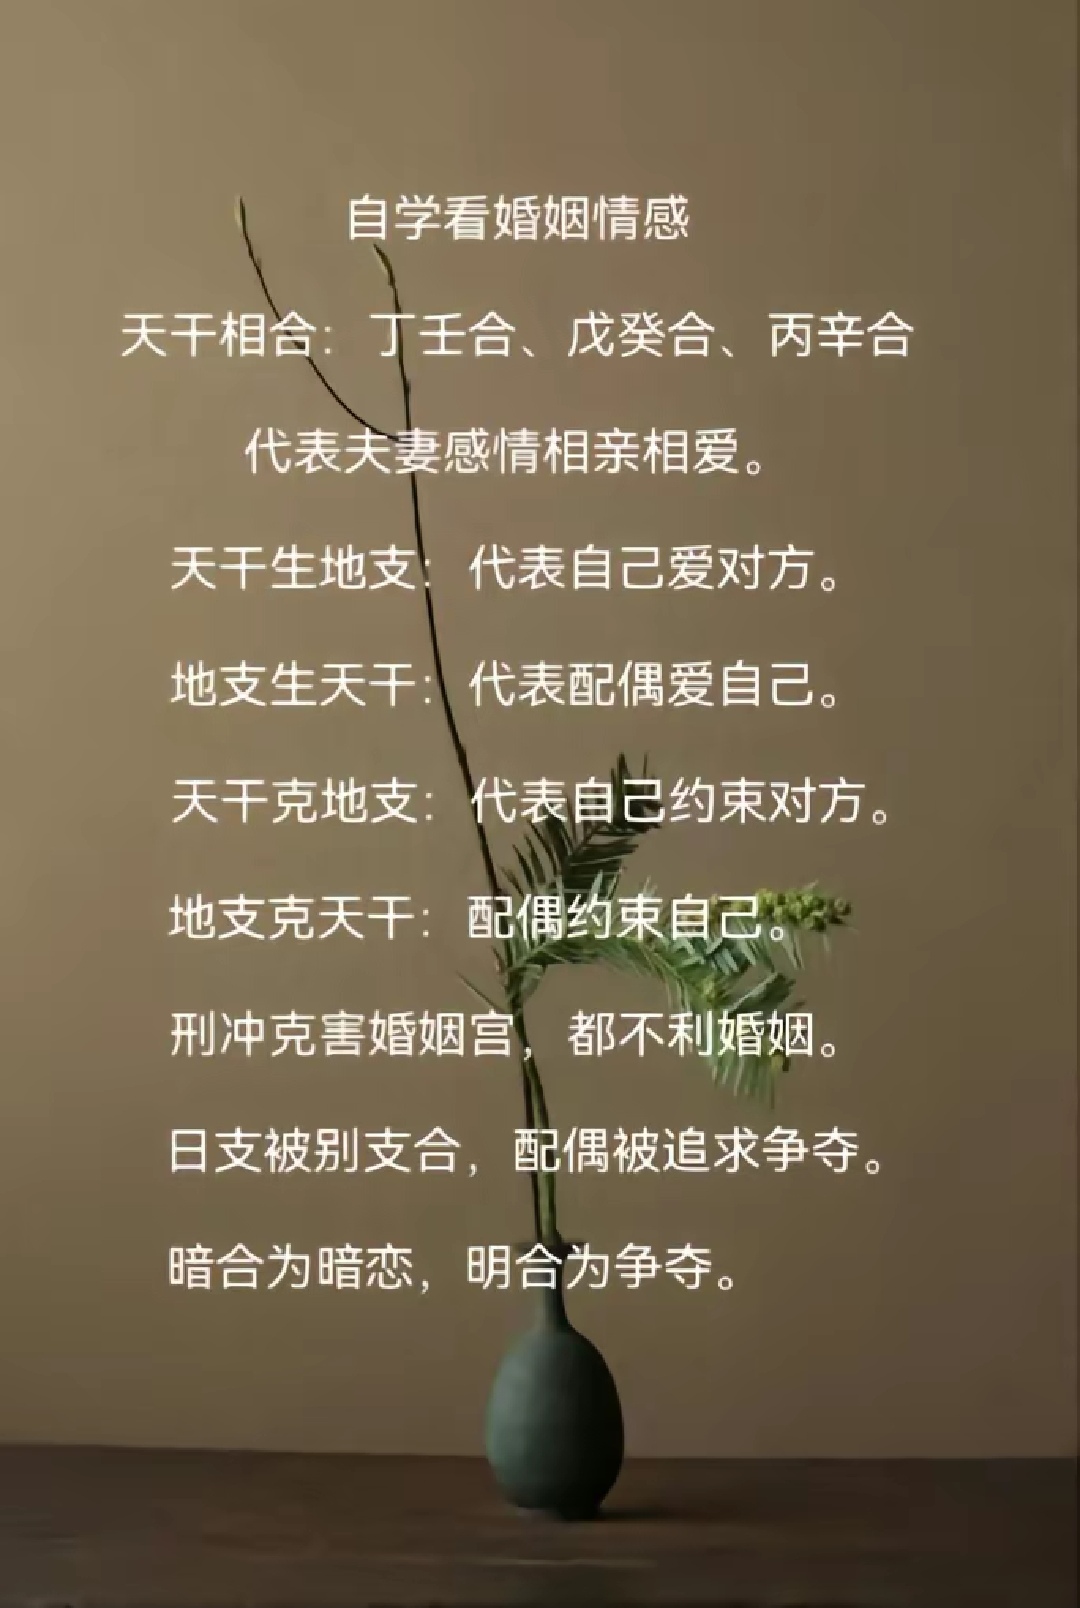 自学看婚姻情感
天干相合：丁壬合、戊癸合、丙辛合
代表夫妻感情相亲相爱。
天干生地支：代表自己爱对方。
地支生天干：代表配偶爱自己。
天干克地支：代表自己约束对方。
地支克天干：配偶约束自己。
刑冲克害婚姻宫，都不利婚姻。
日支被别支合，配偶被追求争夺。
暗合为暗恋，明合为争夺。